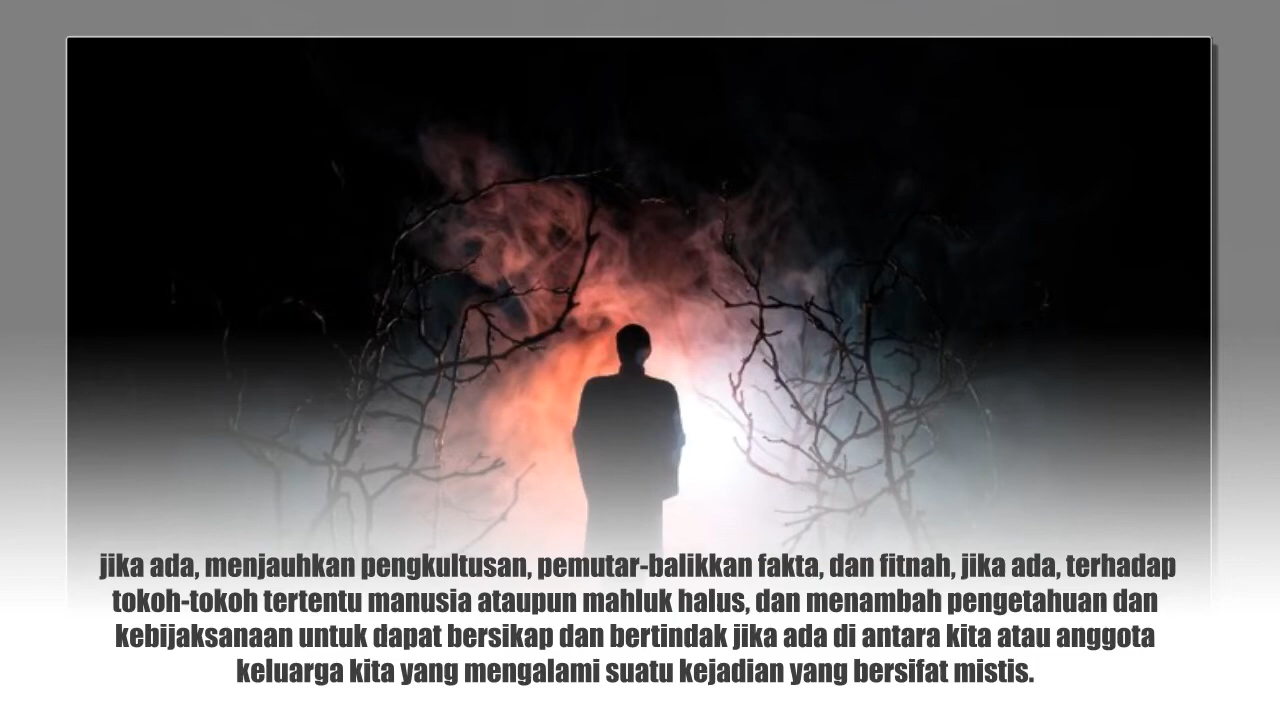 jika ada, menjauhkan pengkultusan, pemutar-balikkan fakta, dan fitnah, jika ada, terhadap
tokoh-tokoh tertentu manusia ataupun mahluk halus, dan menambah pengetahuan dan
kebijaksanaan untuk dapat bersikap dan bertindak jika ada di antara kita atau anggota
keluarga kita yang mengalami suatu kejadian yang bersifat mistis.